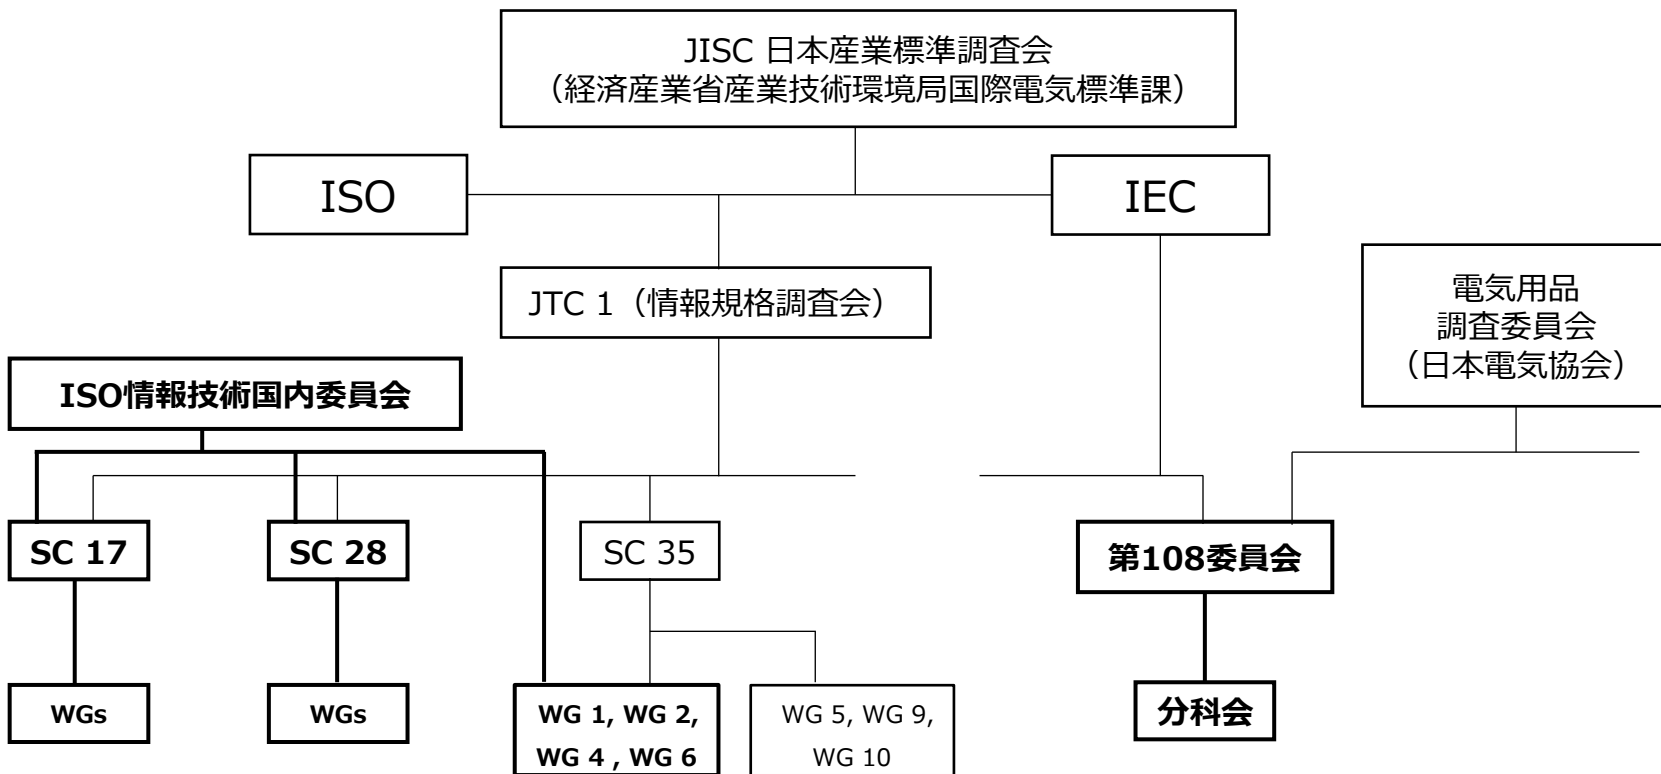 JISC 日本産業標準調査会
（経済産業省産業技術環境局国際電気標準課）
ISO
IEC
JTC 1（情報規格調査会）
電気用品
調査委員会
（日本電気協会）
ISO情報技術国内委員会
SC 17
SC 28
SC 35
第108委員会
WGs
WGs
WG 1, WG 2,
WG 4 , WG 6
WG 5, WG 9,
WG 10
分科会